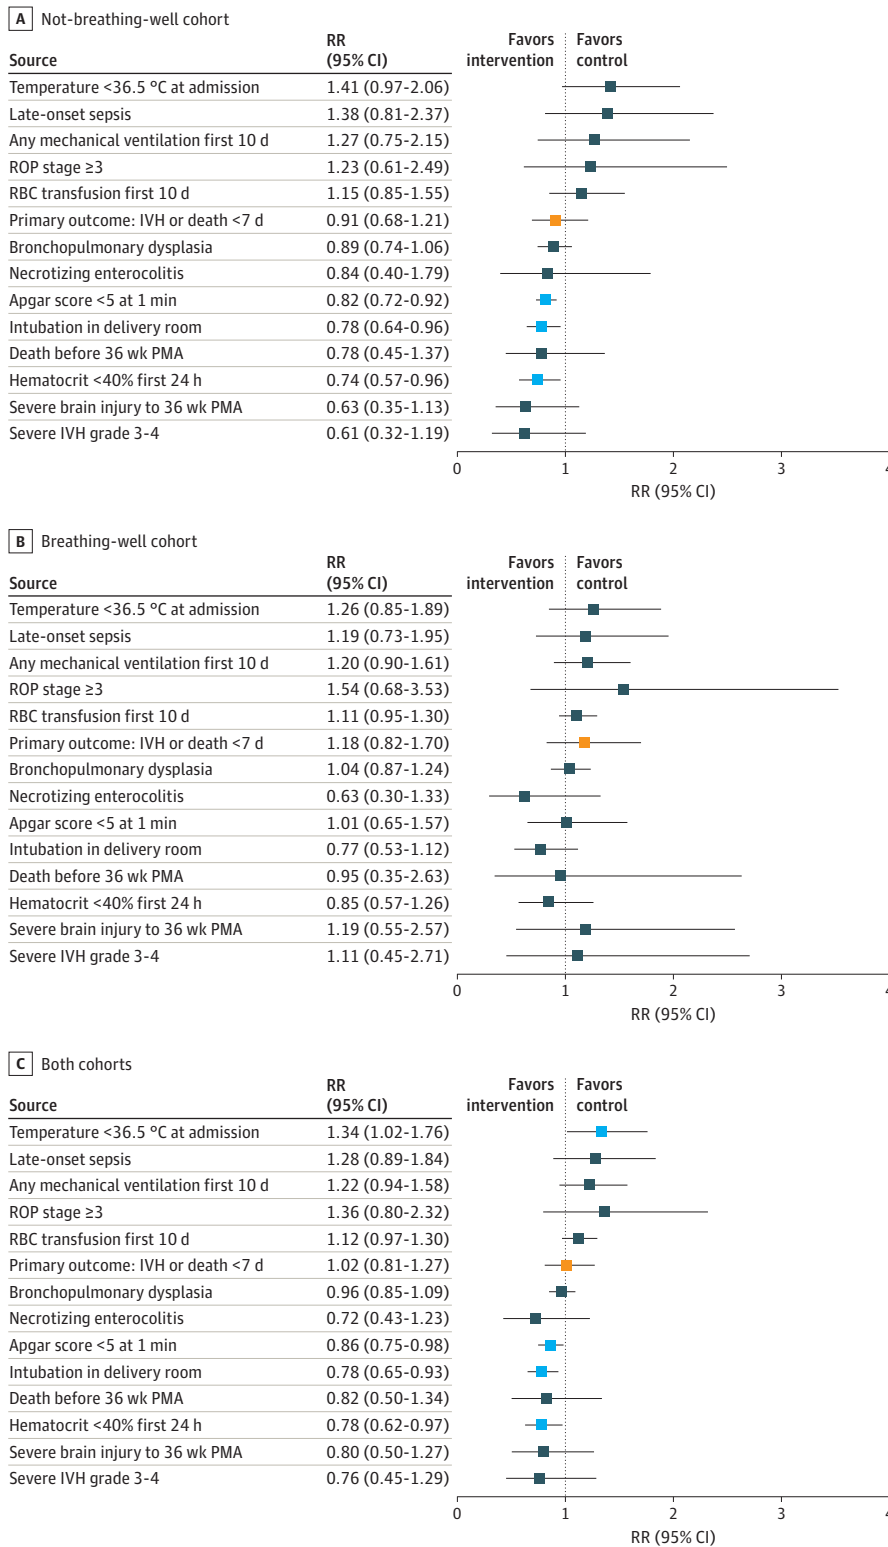 A Not-breathing-well cohort
Source RR (95% CI) Favors intervention Favors control
Temperature <36.5 °C at admission 1.41 (0.97-2.06)
Late-onset sepsis 1.38 (0.81-2.37)
Any mechanical ventilation first 10 d 1.27 (0.75-2.15)
ROP stage ≥3 1.23 (0.61-2.49)
RBC transfusion first 10 d 1.15 (0.85-1.55)
Primary outcome: IVH or death <7 d 0.91 (0.68-1.21)
Bronchopulmonary dysplasia 0.89 (0.74-1.06)
Necrotizing enterocolitis 0.84 (0.40-1.79)
Apgar score <5 at 1 min 0.82 (0.72-0.92)
Intubation in delivery room 0.78 (0.64-0.96)
Death before 36 wk PMA 0.78 (0.45-1.37)
Hematocrit <40% first 24 h 0.74 (0.57-0.96)
Severe brain injury to 36 wk PMA 0.63 (0.35-1.13)
Severe IVH grade 3-4 0.61 (0.32-1.19)
0 1 2 3 4
RR (95% CI)
B Breathing-well cohort
Source RR (95% CI) Favors intervention Favors control
Temperature <36.5 °C at admission 1.26 (0.85-1.89)
Late-onset sepsis 1.19 (0.73-1.95)
Any mechanical ventilation first 10 d 1.20 (0.90-1.61)
ROP stage ≥3 1.54 (0.68-3.53)
RBC transfusion first 10 d 1.11 (0.95-1.30)
Primary outcome: IVH or death <7 d 1.18 (0.82-1.70)
Bronchopulmonary dysplasia 1.04 (0.87-1.24)
Necrotizing enterocolitis 0.63 (0.30-1.33)
Apgar score <5 at 1 min 1.01 (0.65-1.57)
Intubation in delivery room 0.77 (0.53-1.12)
Death before 36 wk PMA 0.95 (0.35-2.63)
Hematocrit <40% first 24 h 0.85 (0.57-1.26)
Severe brain injury to 36 wk PMA 1.19 (0.55-2.57)
Severe IVH grade 3-4 1.11 (0.45-2.71)
0 1 2 3 4
RR (95% CI)
C Both cohorts
Source RR (95% CI) Favors intervention Favors control
Temperature <36.5 °C at admission 1.34 (1.02-1.76)
Late-onset sepsis 1.28 (0.89-1.84)
Any mechanical ventilation first 10 d 1.22 (0.94-1.58)
ROP stage ≥3 1.36 (0.80-2.32)
RBC transfusion first 10 d 1.12 (0.97-1.30)
Primary outcome: IVH or death <7 d 1.02 (0.81-1.27)
Bronchopulmonary dysplasia 0.96 (0.85-1.09)
Necrotizing enterocolitis 0.72 (0.43-1.23)
Apgar score <5 at 1 min 0.86 (0.75-0.98)
Intubation in delivery room 0.78 (0.65-0.93)
Death before 36 wk PMA 0.82 (0.50-1.34)
Hematocrit <40% first 24 h 0.78 (0.62-0.97)
Severe brain injury to 36 wk PMA 0.80 (0.50-1.27)
Severe IVH grade 3-4 0.76 (0.45-1.29)
0 1 2 3 4
RR (95% CI)